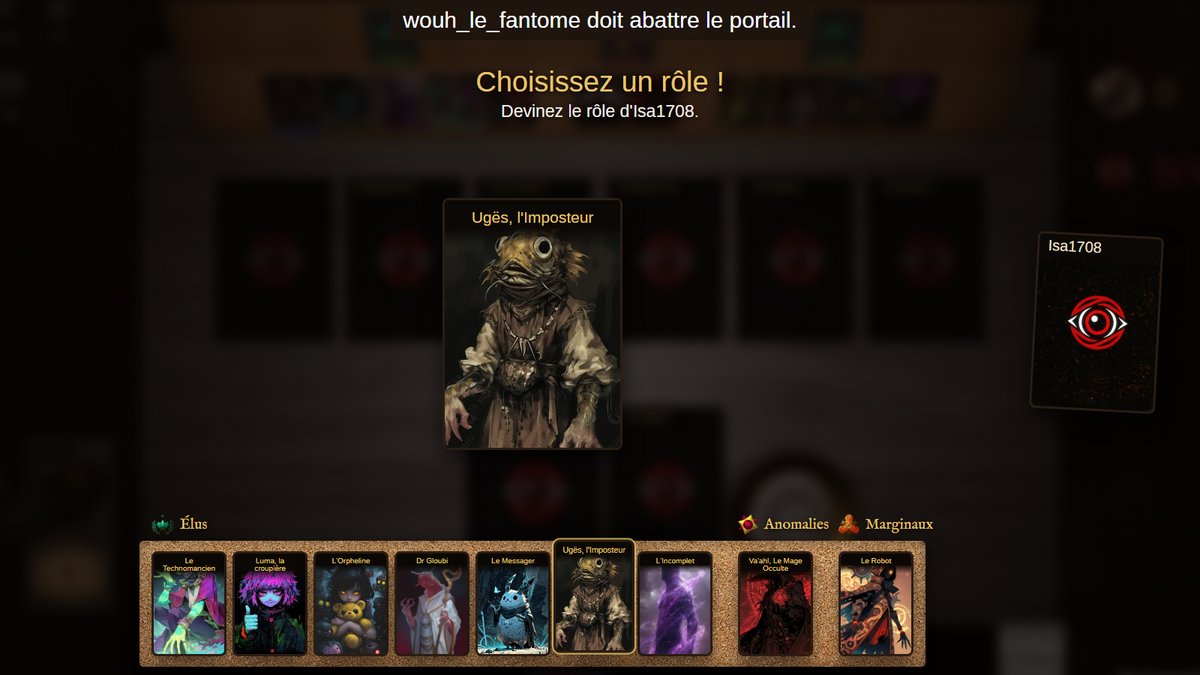 wouh_le_fantome doit abattre le portail.
Choisissez un rôle !
Devinez le rôle d'Isa1708.
Ugës, l'Imposteur
Isa1708
Élus
Anomalies
Marginaux
Le
Technomancien
Luma, la
croupière
L'Orpheline
Dr Gloubi
Le Messager
Ugës, l'Imposteur
L'Incomplet
Va'ahl, Le Mage
Occulte
Le Robot